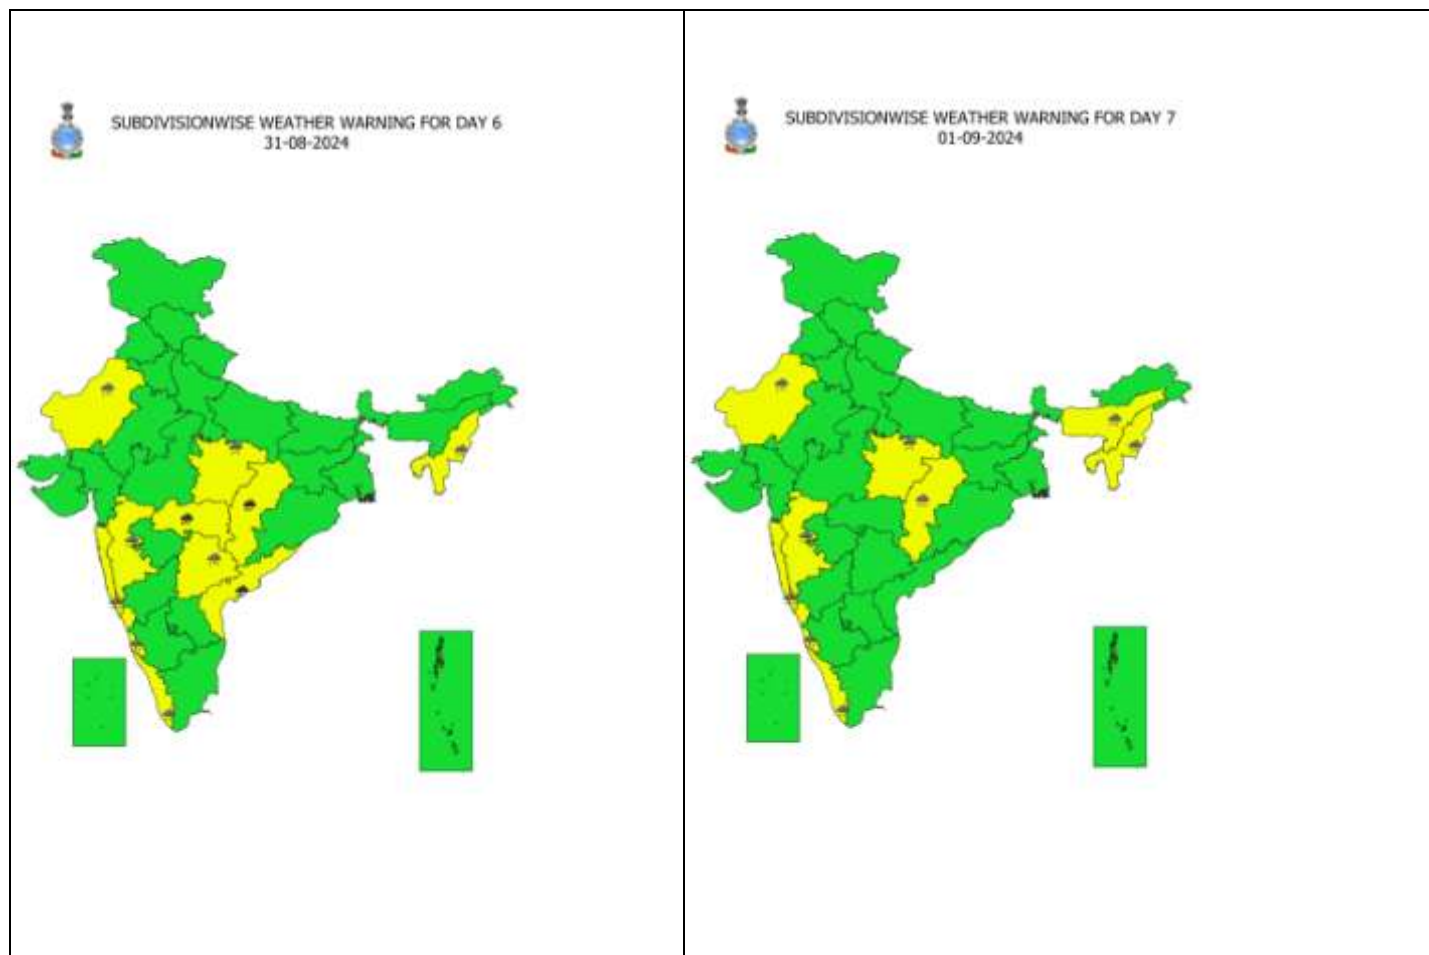 SUBDIVISIONWISE WEATHER WARNING FOR DAY 6
31-08-2024
SUBDIVISIONWISE WEATHER WARNING FOR DAY 7
01-09-2024